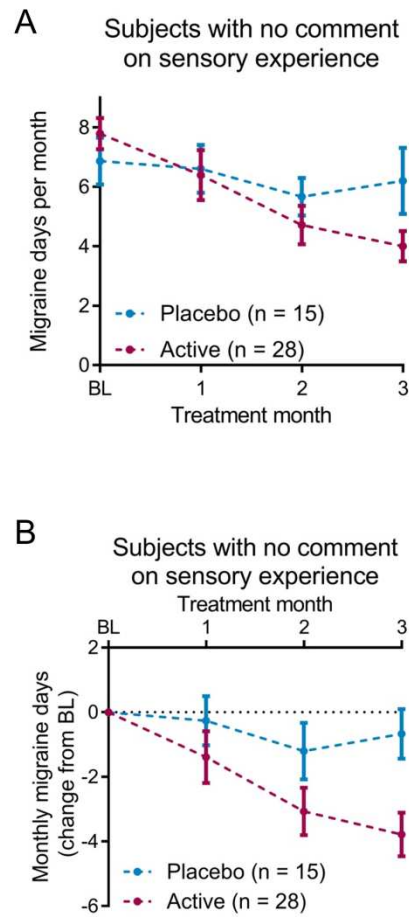 A
Subjects with no comment
on sensory experience
Migraine days per month
8
6
4
2
0
Placebo (n = 15)
Active (n = 28)
BL
1
2
3
Treatment month
B
Subjects with no comment
on sensory experience
Treatment month
BL
1
2
3
Monthly migraine days
(change from BL)
2
0
-2
-4
-6
Placebo (n = 15)
Active (n = 28)